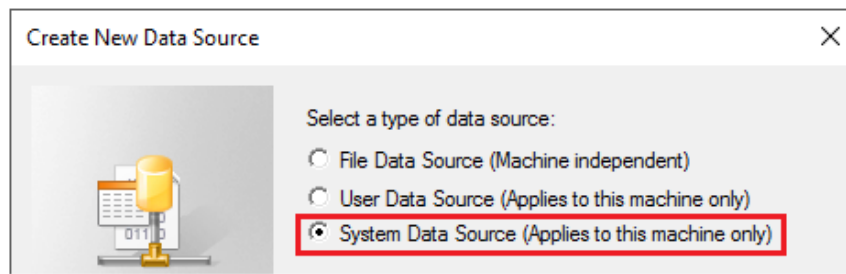 Create New Data Source
Select a type of data source:
File Data Source (Machine independent)
User Data Source (Applies to this machine only)
System Data Source (Applies to this machine only)